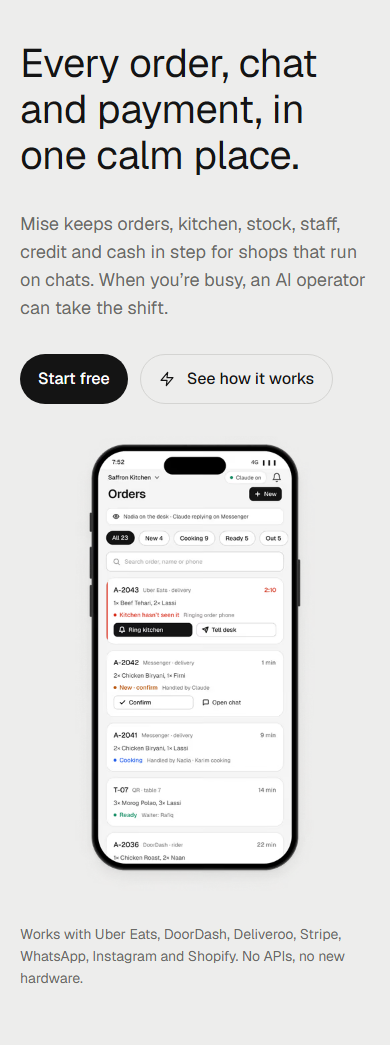 Every order, chat
and payment, in
one calm place.
Mise keeps orders, kitchen, stock, staff,
credit and cash in step for shops that run
on chats. When you're busy, an AI operator
can take the shift.
Start free
See how it works
7:52
4G
Saffron Kitchen
Claude on
Orders
+ New
Nadia on the desk · Claude replying on Messenger
All 23
New 4
Cooking 9
Ready 5
Out 5
Search order, name or phone
A-2043 Uber Eats · delivery 2:10
1× Beef Tehari, 2× Lassi
Kitchen hasn't seen it Ringing order phone
Ring kitchen
Tell desk
A-2042 Messenger · delivery 1 min
2× Chicken Biryani, 1× Firni
New · confirm Handled by Claude
Confirm
Open chat
A-2041 Messenger · delivery 9 min
2× Chicken Biryani, 1× Lassi
Cooking Handled by Nadia · Karim cooking
T-07 QR · table 7 14 min
3× Morog Polao, 3× Lassi
Ready Waiter: Rafiq
A-2036 DoorDash · rider 22 min
1× Chicken Roast, 2× Naan
Works with Uber Eats, DoorDash, Deliveroo, Stripe,
WhatsApp, Instagram and Shopify. No APIs, no new
hardware.